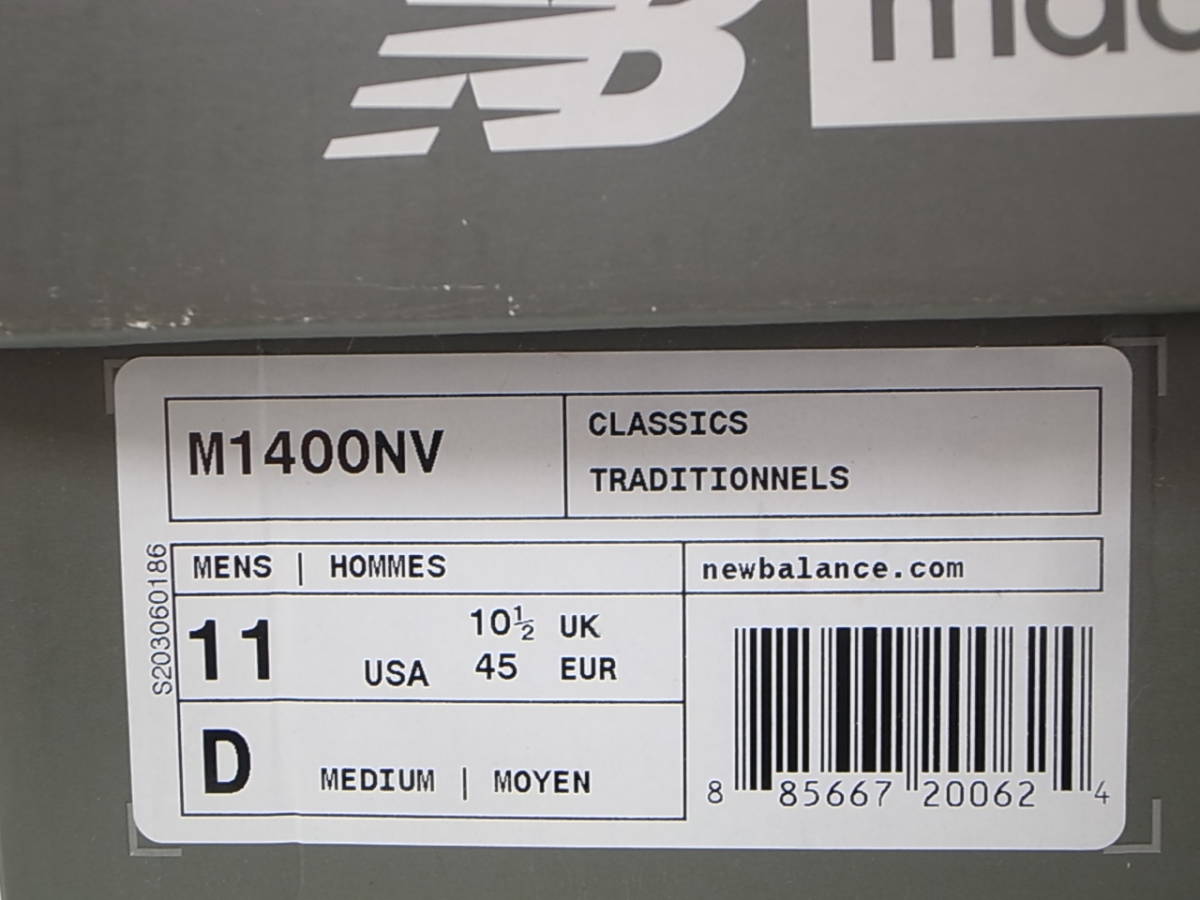 NB
M1400NV
CLASSICS
TRADITIONNELS
S203060186
MENS | HOMMES
newbalance.com
11 USA
10½ UK
45 EUR
D MEDIUM | MOYEN
8 85667 20062 4